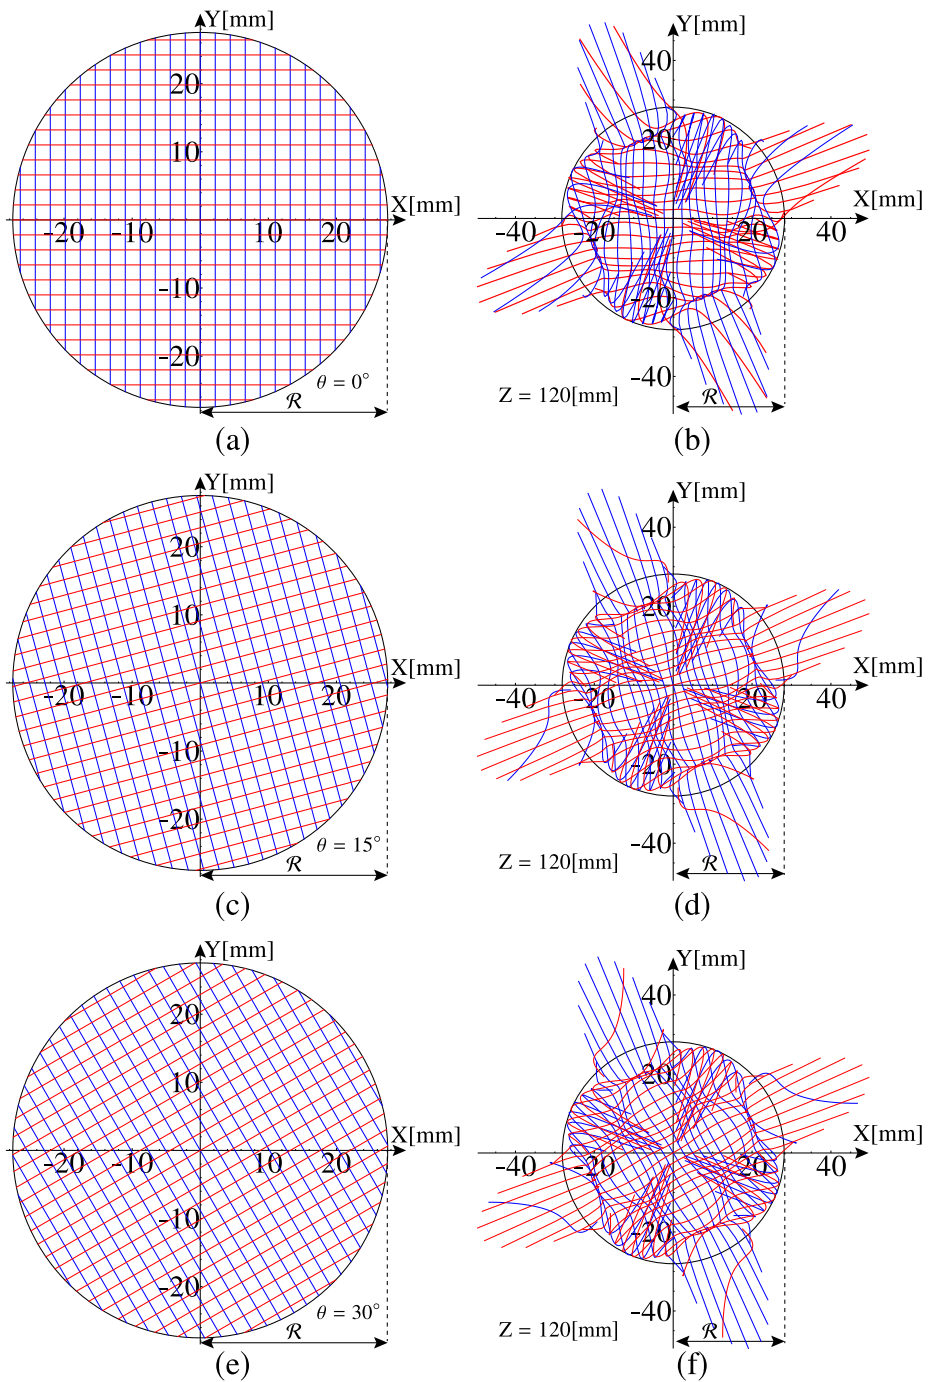 Y[mm] Y[mm]
40
20 20
10
X[mm] X[mm]
-20 -10 10 20 -40 -20 20 40
-10
-20
-20
-40
θ = 0° Z = 120[mm]
ℛ ℛ
(a) (b)
Y[mm] Y[mm]
40
20
20
10
X[mm] X[mm]
-20 -10 10 20 -40 -20 20 40
-10
-20
-20
-40
θ = 15° Z = 120[mm]
ℛ ℛ
(c) (d)
Y[mm] Y[mm]
40
20
20
10
X[mm] X[mm]
-20 -10 10 20 -40 -20 20 40
-10
-20
-20
-40
θ = 30° Z = 120[mm]
ℛ ℛ
(e) (f)